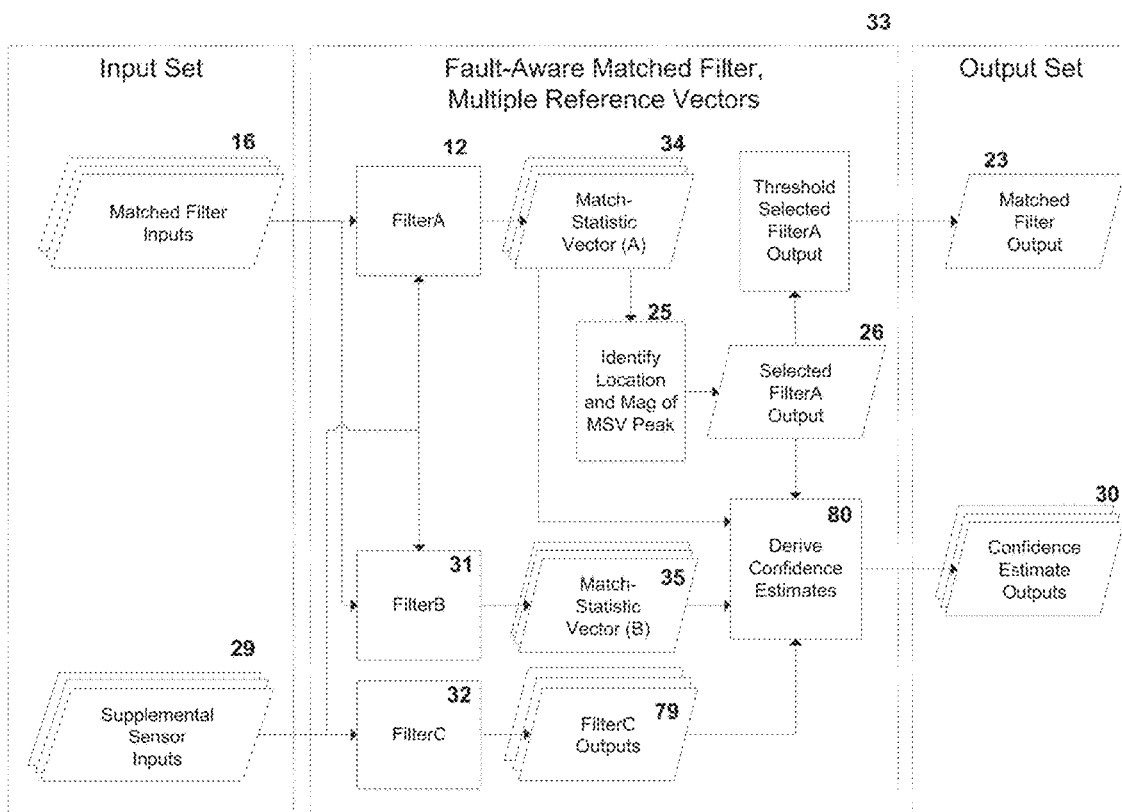 33
Input Set
Fault-Aware Matched Filter,
Multiple Reference Vectors
Output Set
16
Matched Filter
Inputs
12
FilterA
34
Match-
Statistic
Vector (A)
Threshold
Selected
FilterA
Output
23
Matched
Filter
Output
25
Identify
Location
and Mag of
MSV Peak
26
Selected
FilterA
Output
31
FilterB
35
Match-
Statistic
Vector (B)
80
Derive
Confidence
Estimates
30
Confidence
Estimate
Outputs
29
Supplemental
Sensor
Inputs
32
FilterC
79
FilterC
Outputs